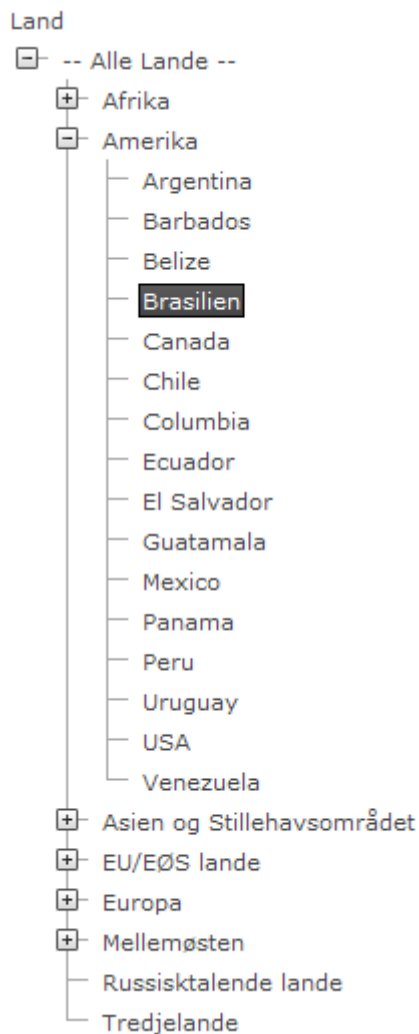 Land
-- Alle Lande --
Afrika
Amerika
Argentina
Barbados
Belize
Brasilien
Canada
Chile
Columbia
Ecuador
El Salvador
Guatamala
Mexico
Panama
Peru
Uruguay
USA
Venezuela
Asien og Stillehavsområdet
EU/EØS lande
Europa
Mellemøsten
Russisktalende lande
Tredjelande